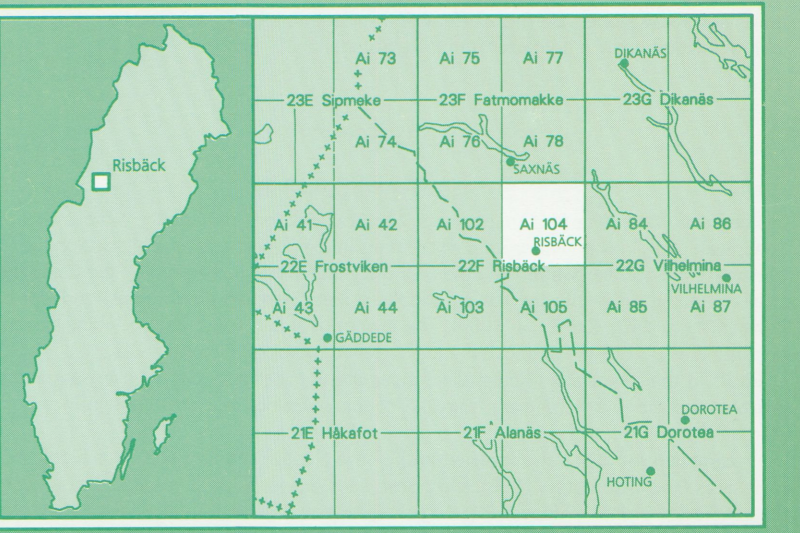 Risbäck
Ai 73
Ai 75
Ai 77
DIKANÄS
23E Sipmeke
23F Fatmomakke
23G Dikanäs
Ai 74
Ai 76
Ai 78
SAXNÄS
Ai 41
Ai 42
Ai 102
Ai 104
Ai 84
Ai 86
RISBÄCK
22E Frostviken
22F Risbäck
22G Vilhelmina
VILHELMINA
Ai 43
Ai 44
Ai 103
Ai 105
Ai 85
Ai 87
GÄDDEDE
DOROTEA
21E Håkafot
21F Alanäs
21G Dorotea
HOTING